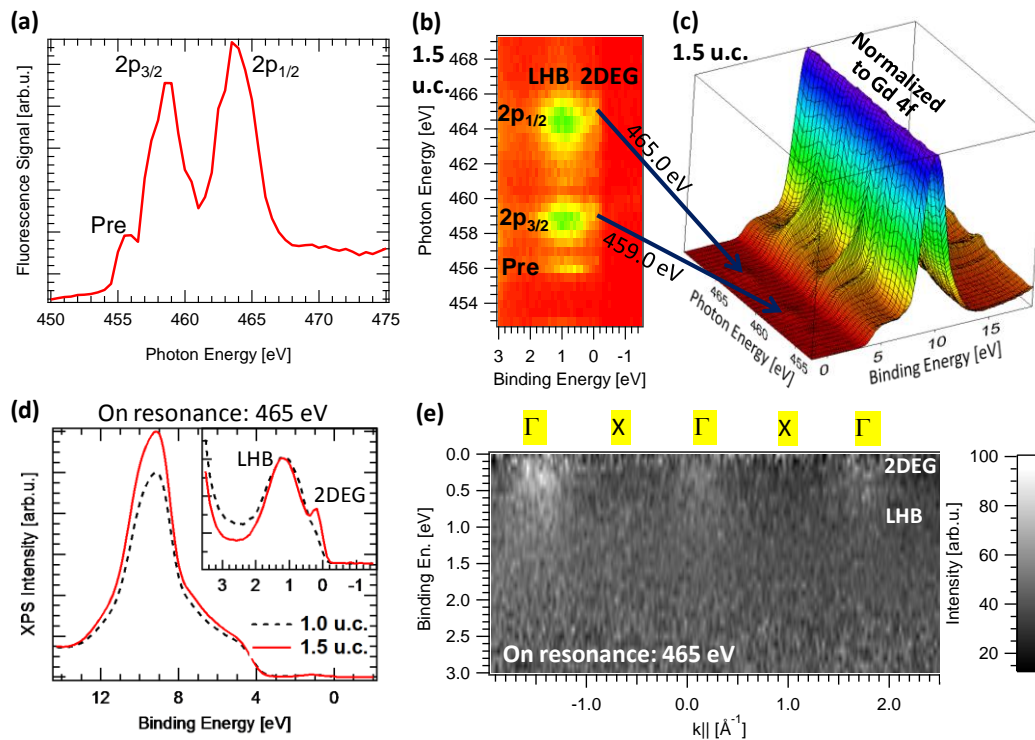 (a)
Fluorescence Signal [arb.u.]
2p3/2
2p1/2
Pre
450 455 460 465 470 475
Photon Energy [eV]
(b)
1.5
u.c.
Photon Energy [eV]
468
466
464
462
460
458
456
454
LHB 2DEG
2p1/2
2p3/2
Pre
465.0 eV
459.0 eV
3 2 1 0 -1
Binding Energy [eV]
(c)
1.5 u.c.
Normalized
to Gd 4f
465
460
455
Photon Energy [eV]
0 5 10 15
Binding Energy [eV]
(d)
On resonance: 465 eV
XPS Intensity [arb.u.]
LHB
2DEG
3 2 1 0 -1
1.0 u.c.
1.5 u.c.
12 8 4 0
Binding Energy [eV]
(e)
Γ X Γ X Γ
Binding En. [eV]
0.0
0.5
1.0
1.5
2.0
2.5
3.0
2DEG
LHB
On resonance: 465 eV
-1.0 0.0 1.0 2.0
k|| [Å-1]
Intensity [arb.u.]
100
80
60
40
20